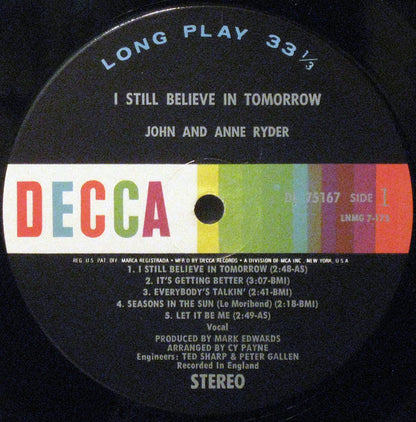 LONG PLAY 33 1/3
I STILL BELIEVE IN TOMORROW
JOHN AND ANNE RYDER
DECCA
DL 75167 SIDE 1
LNMG 7-175
REG. U.S. PAT. OFF. MARCA REGISTRADA • MFR'D BY DECCA RECORDS • A DIVISION OF MCA INC., NEW YORK, U.S.A
1. I STILL BELIEVE IN TOMORROW (2:48-AS)
2. IT'S GETTING BETTER (3:07-BMI)
3. EVERYBODY'S TALKIN' (2:41-BMI)
4. SEASONS IN THE SUN (Le Moribond) (2:18-BMI)
5. LET IT BE ME (2:49-AS)
Vocal
PRODUCED BY MARK EDWARDS
ARRANGED BY CY PAYNE
Engineers: TED SHARP & PETER GALLEN
Recorded In England
STEREO